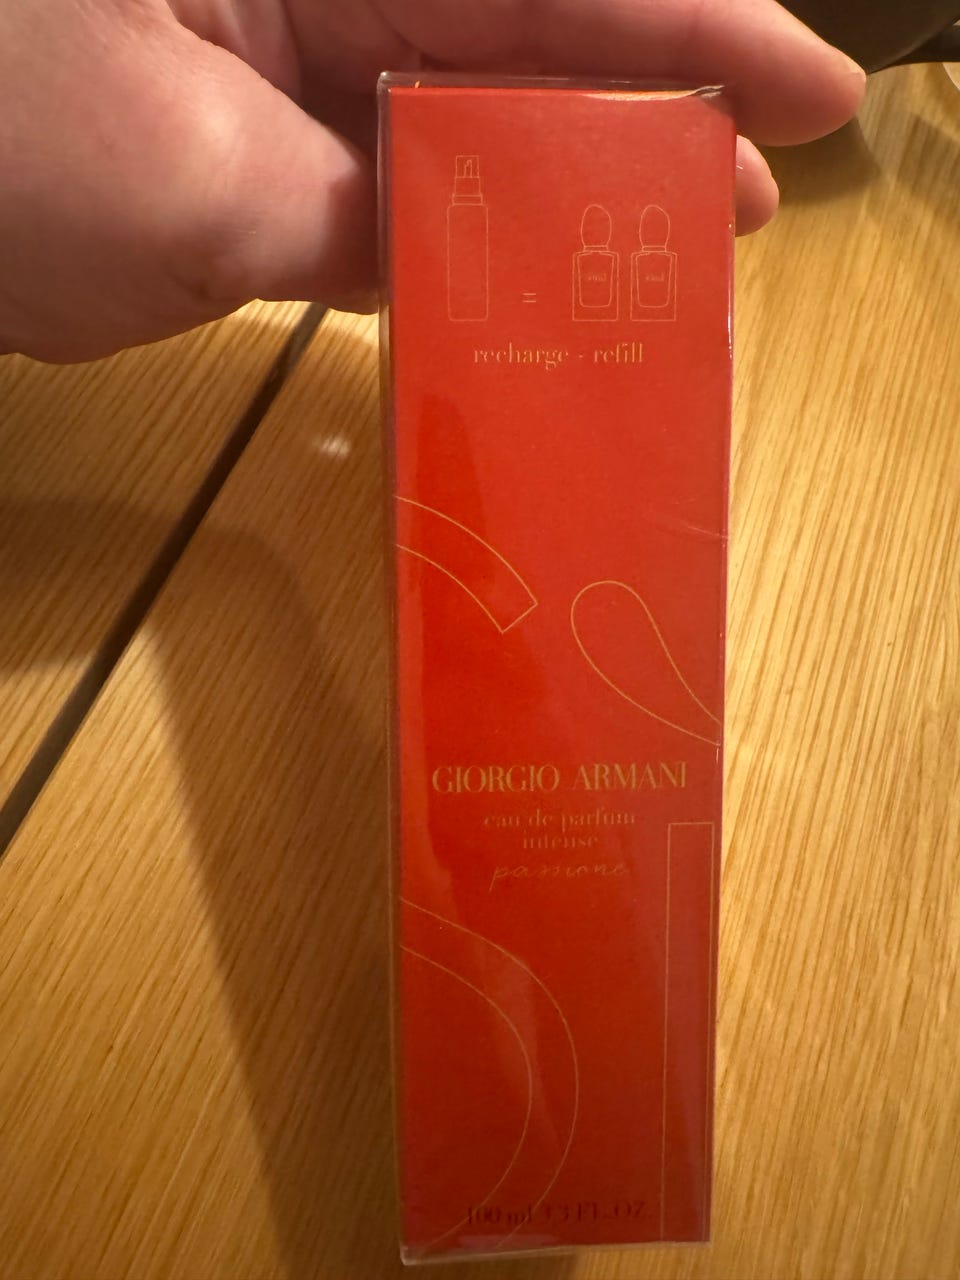 =
recharge - refill
GIORGIO ARMANI
eau de parfum
intense
passione
100 ml 3.3 FL.OZ.